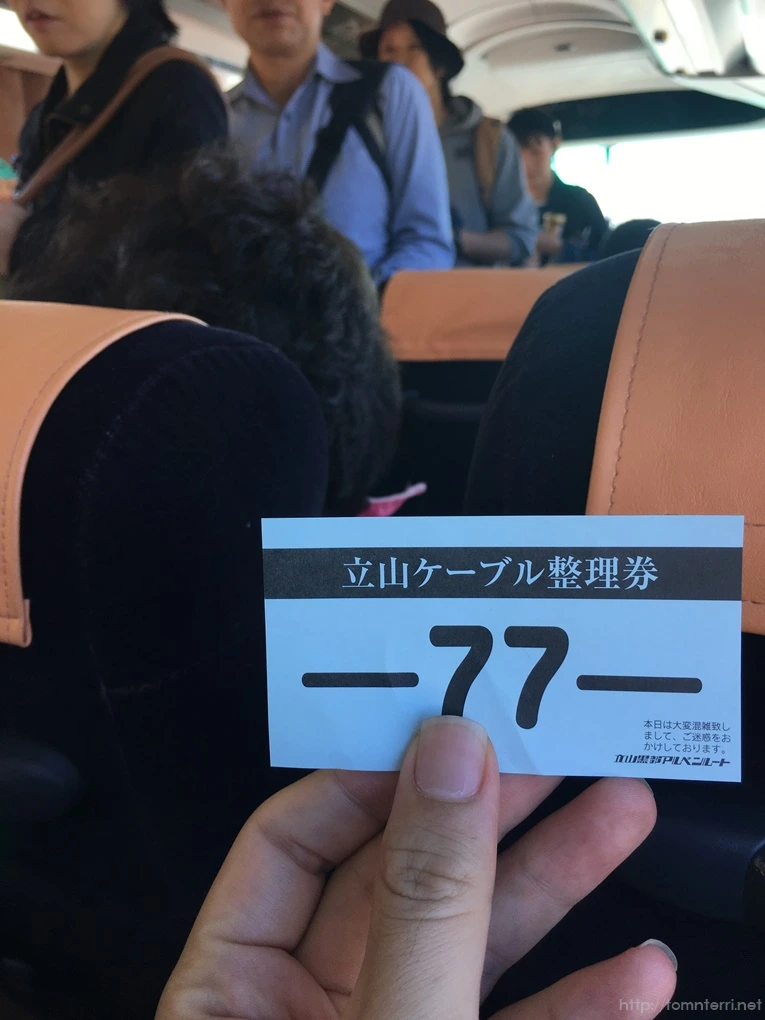 立山ケーブル整理券
—77—
本日は大変混雑致し
まして、ご迷惑をお
かけしております。
立山黒部アルペンルート
http://tomnterri.net